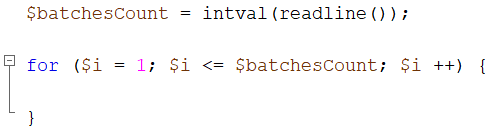 $batchesCount = intval(readline());
for ($i = 1; $i <= $batchesCount; $i ++) {
}